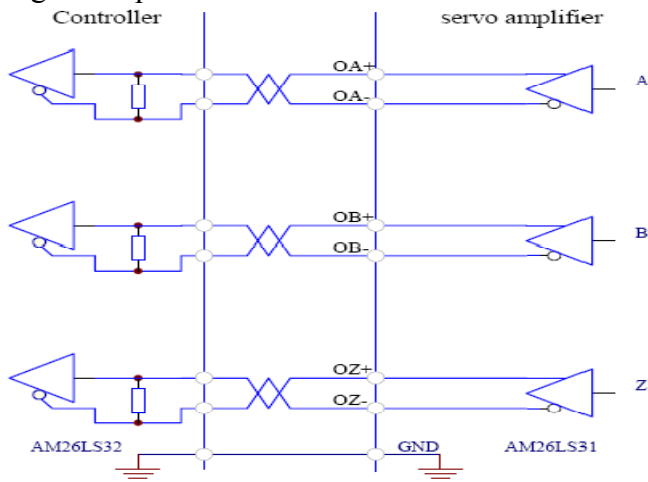 Controller servo amplifier
OA+
A
OA-
OB+
B
OB-
OZ+
Z
OZ-
AM26LS32 GND AM26LS31